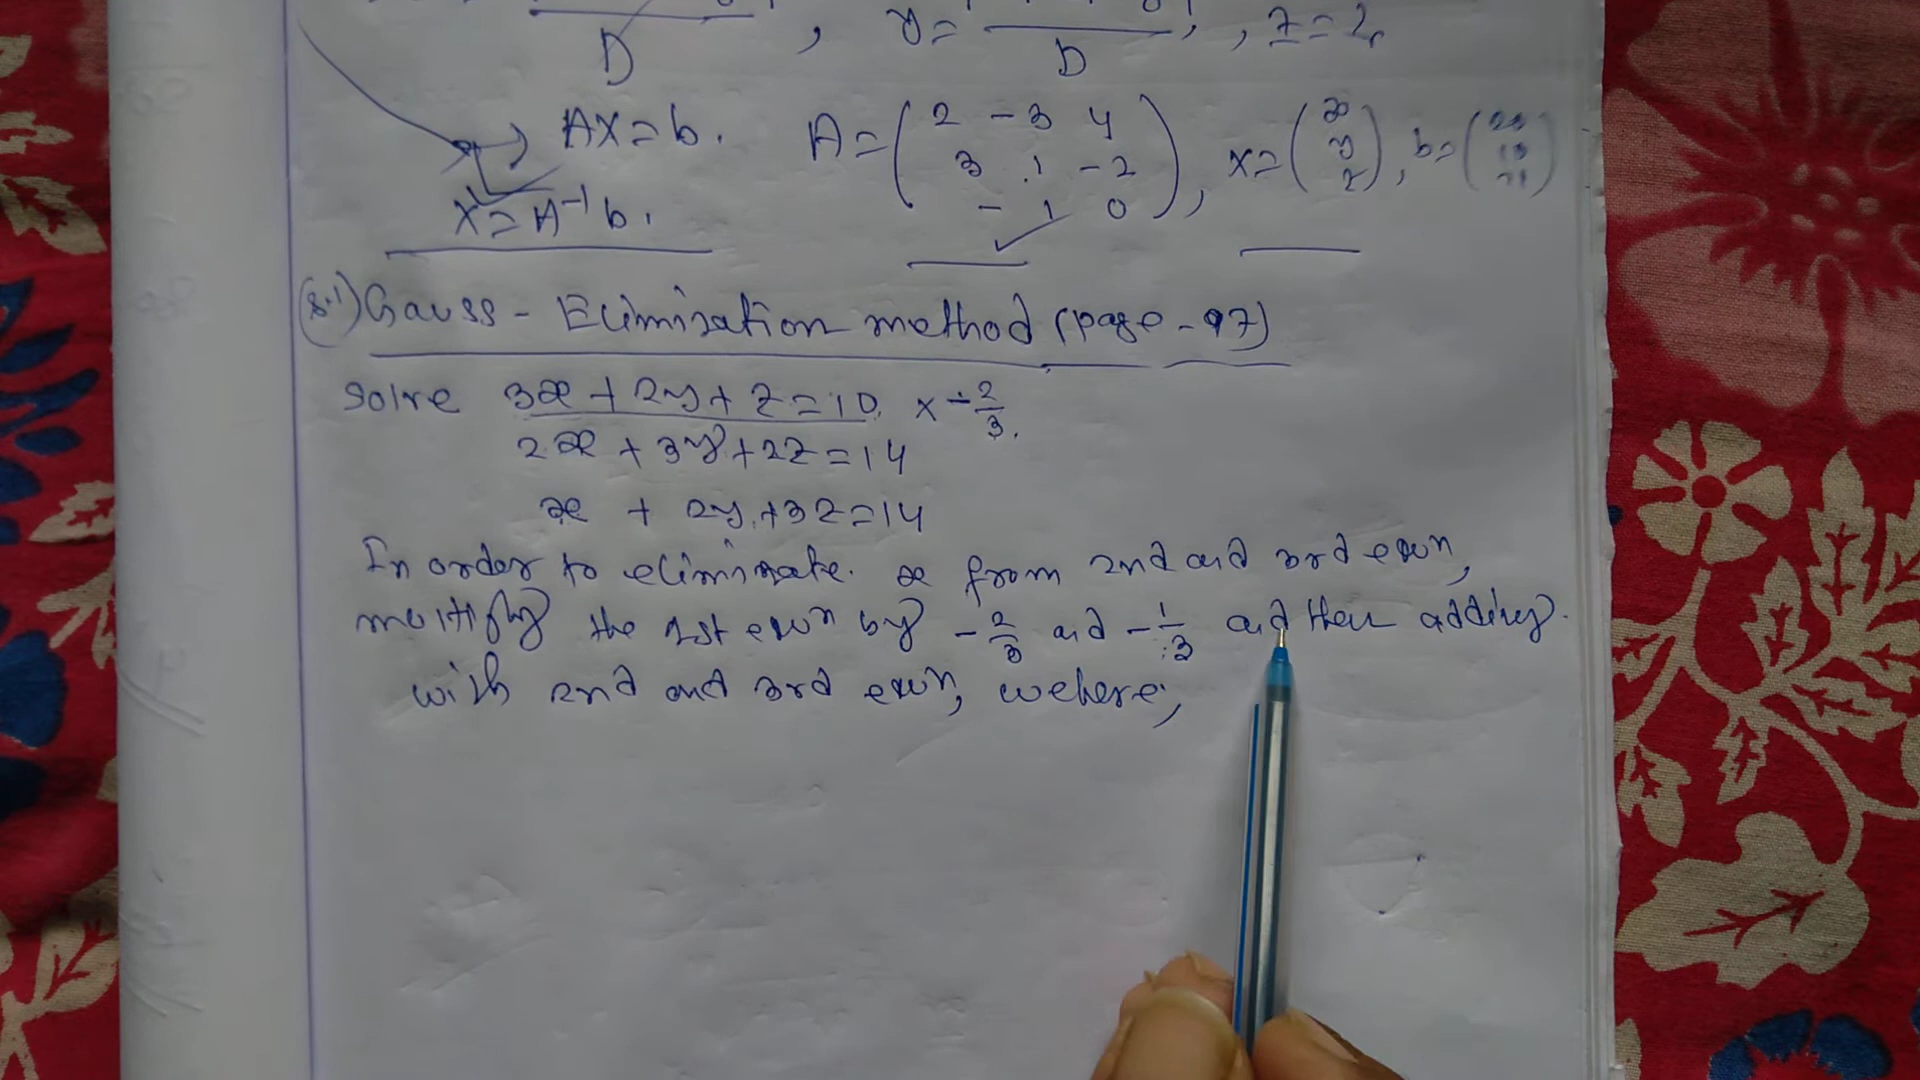 D , y = D , , z = 2,
AX = b. A = ( 2 -3 4
3 1 -2
- 1 0 ), x = ( x y z ), b = (
X = A⁻¹ b.
(8.1) Gauss - Elimination method (page - 97)
Solve 3x + 2y + z = 10. x - 2/3.
2x + 3y + 2z = 14
x + 2y + 3z = 14
In order to eliminate x from 2nd and 3rd eqn,
multiply the 1st eqn by - 2/3 and - 1/3 and then adding.
with 2nd and 3rd eqn, we have,